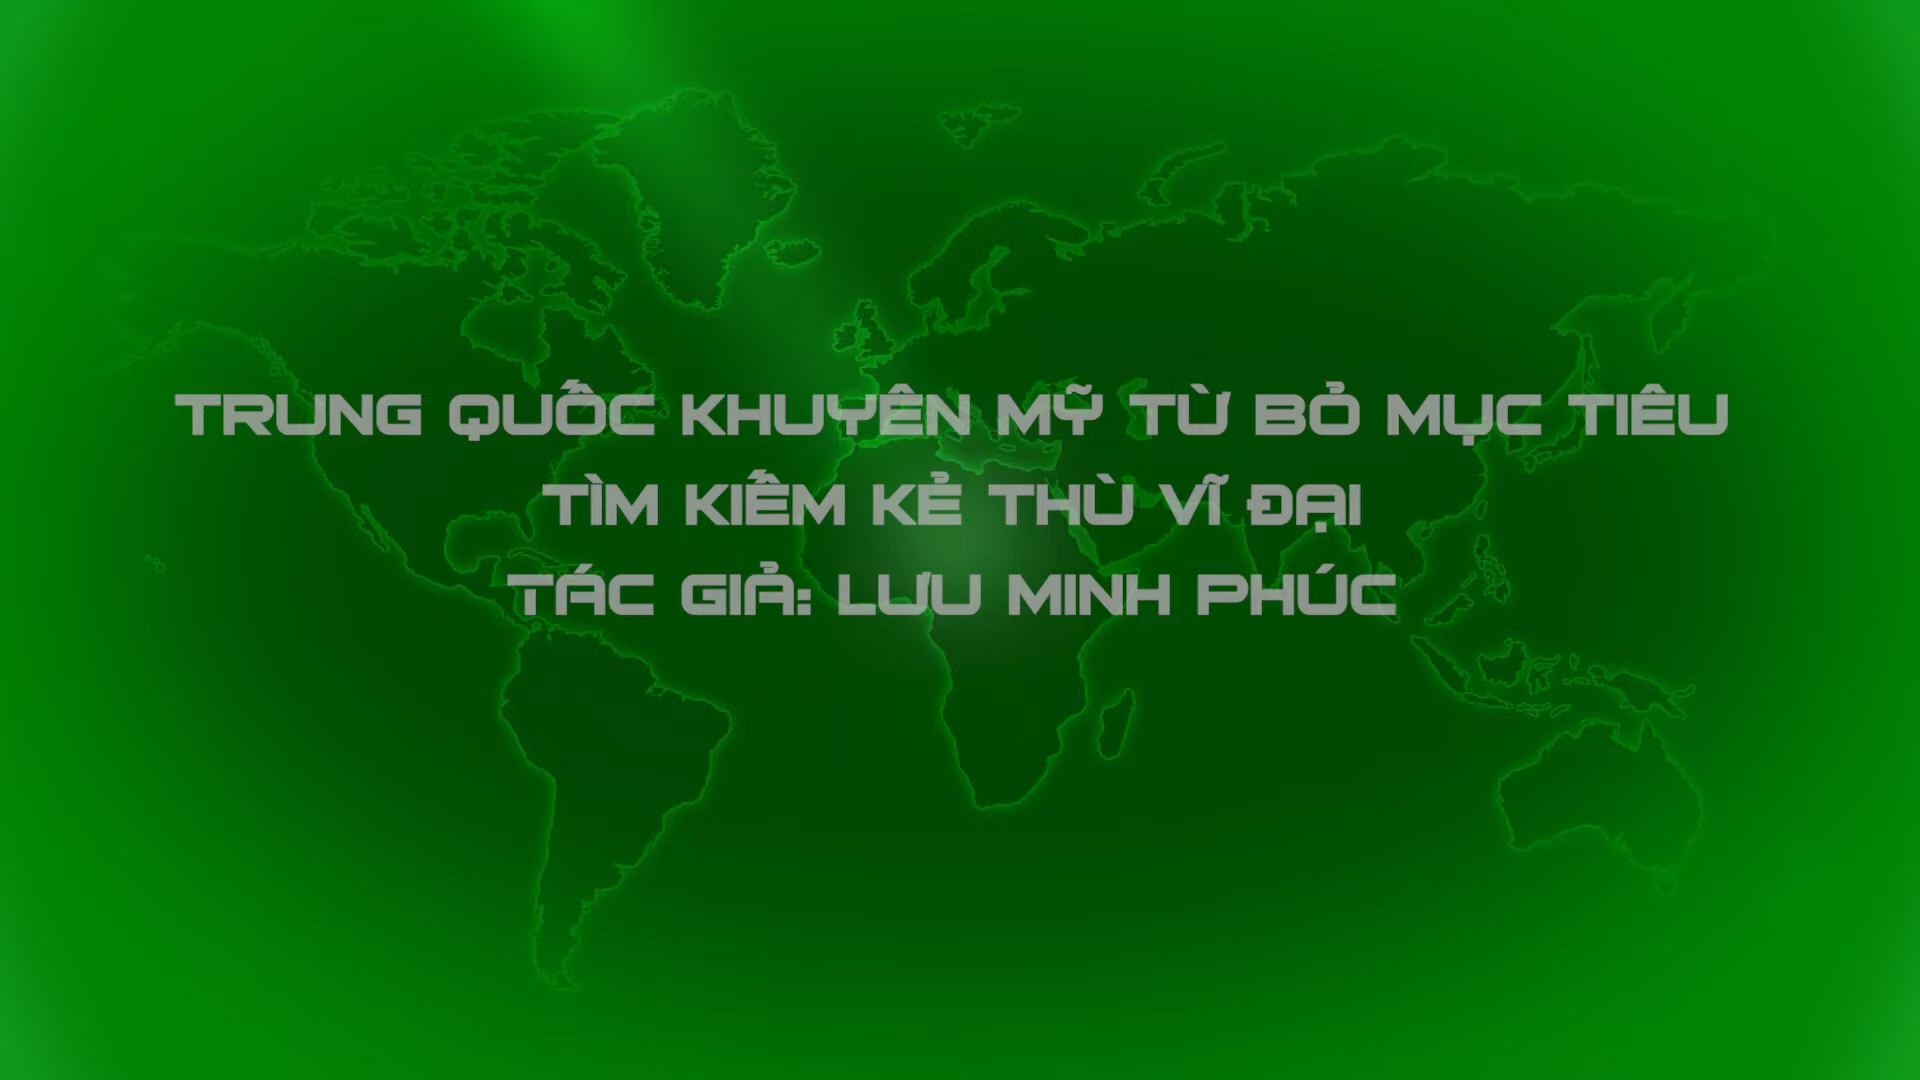 TRUNG QUỐC KHUYÊN MỸ TỪ BỎ MỤC TIÊU
TÌM KIẾM KẺ THÙ VĨ ĐẠI
TÁC GIẢ: LƯU MINH PHÚC